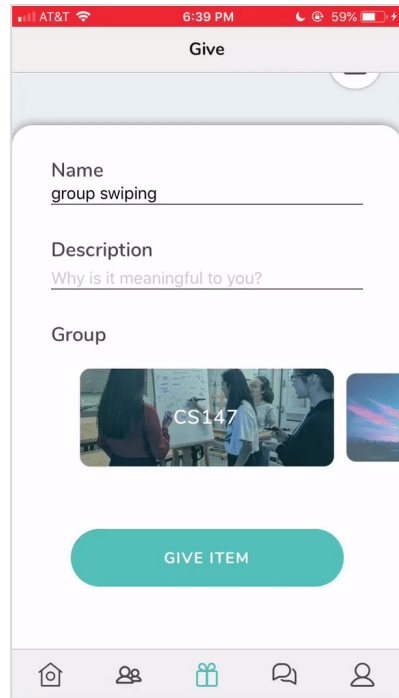 AT&T 6:39 PM 59%
Give
Name
group swiping
Description
Why is it meaningful to you?
Group
CS147
GIVE ITEM